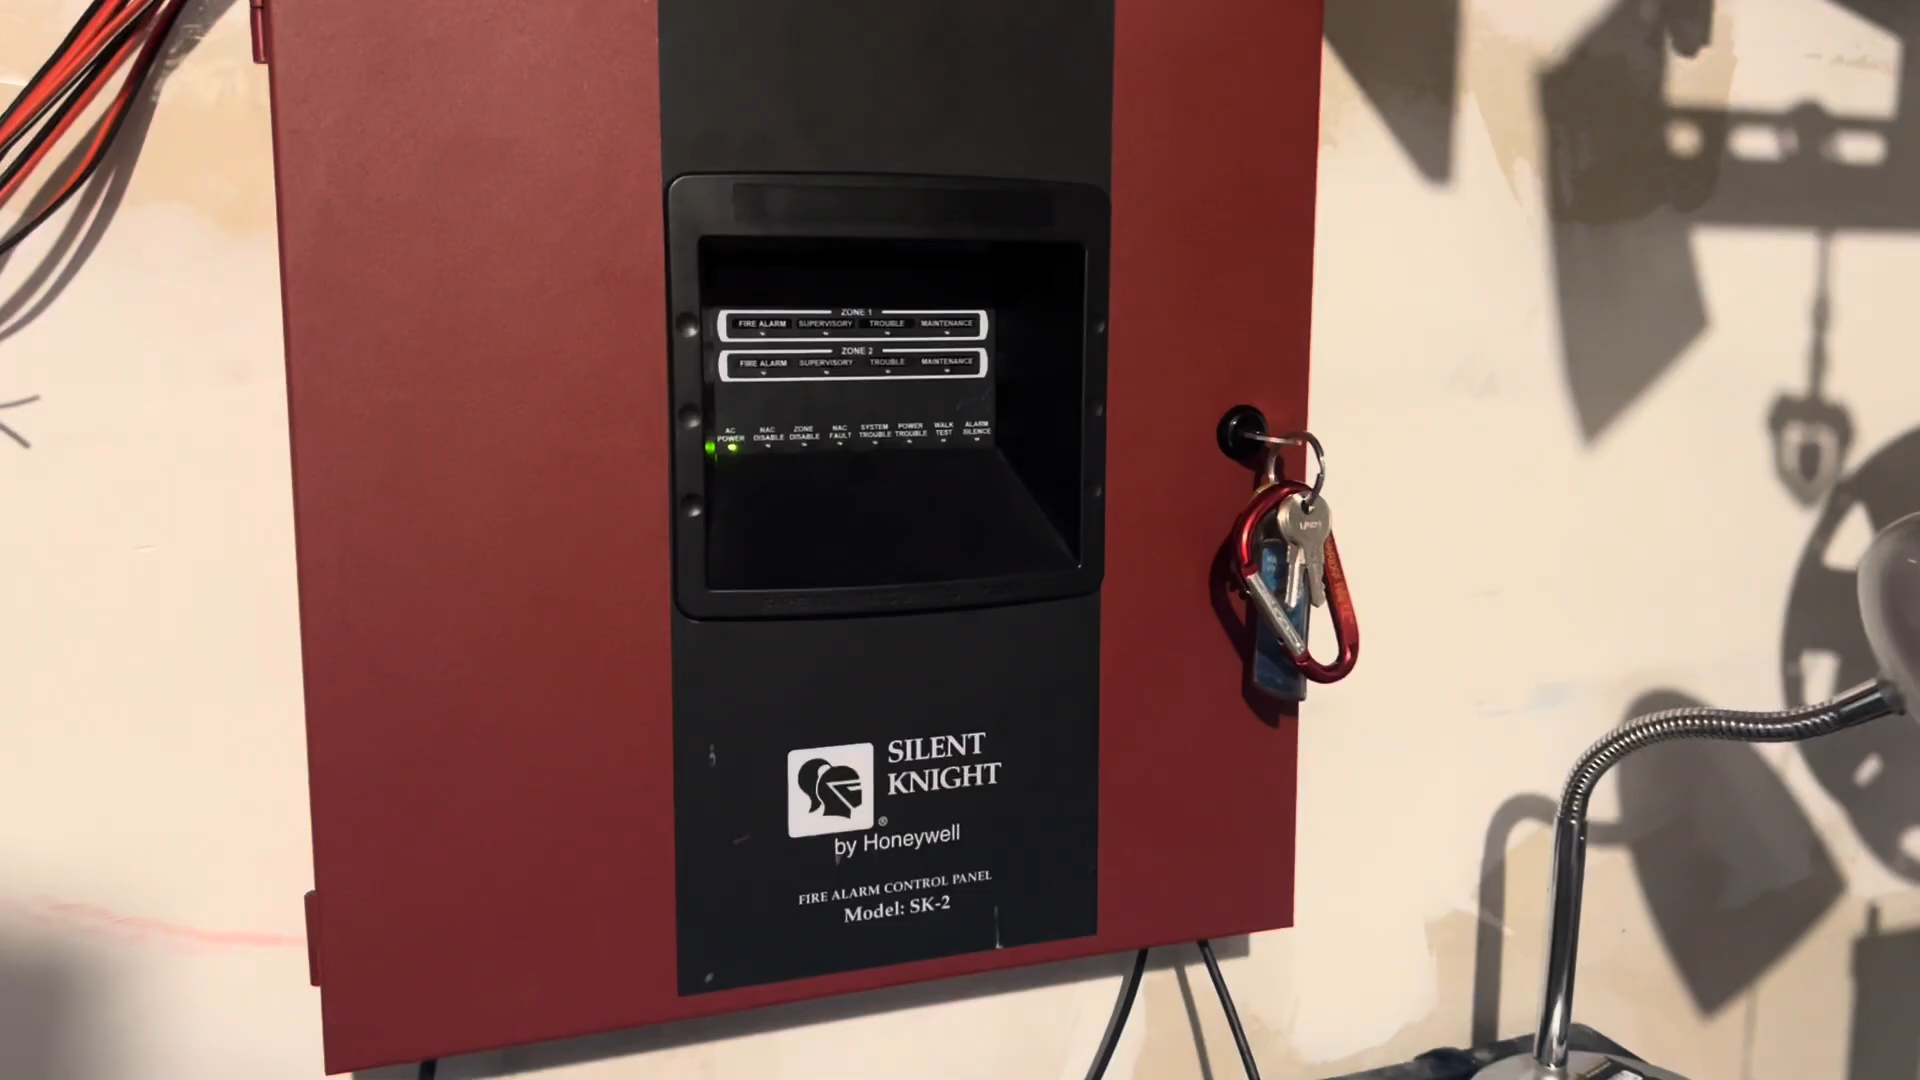 ZONE 1
FIRE ALARM SUPERVISORY TROUBLE MAINTENANCE
ZONE 2
FIRE ALARM SUPERVISORY TROUBLE MAINTENANCE
AC POWER
NAC DISABLE
ZONE DISABLE
NAC FAULT
SYSTEM TROUBLE
POWER TROUBLE
WALK TEST
ALARM SILENCE
SILENT
KNIGHT
®
by Honeywell
FIRE ALARM CONTROL PANEL
Model: SK-2